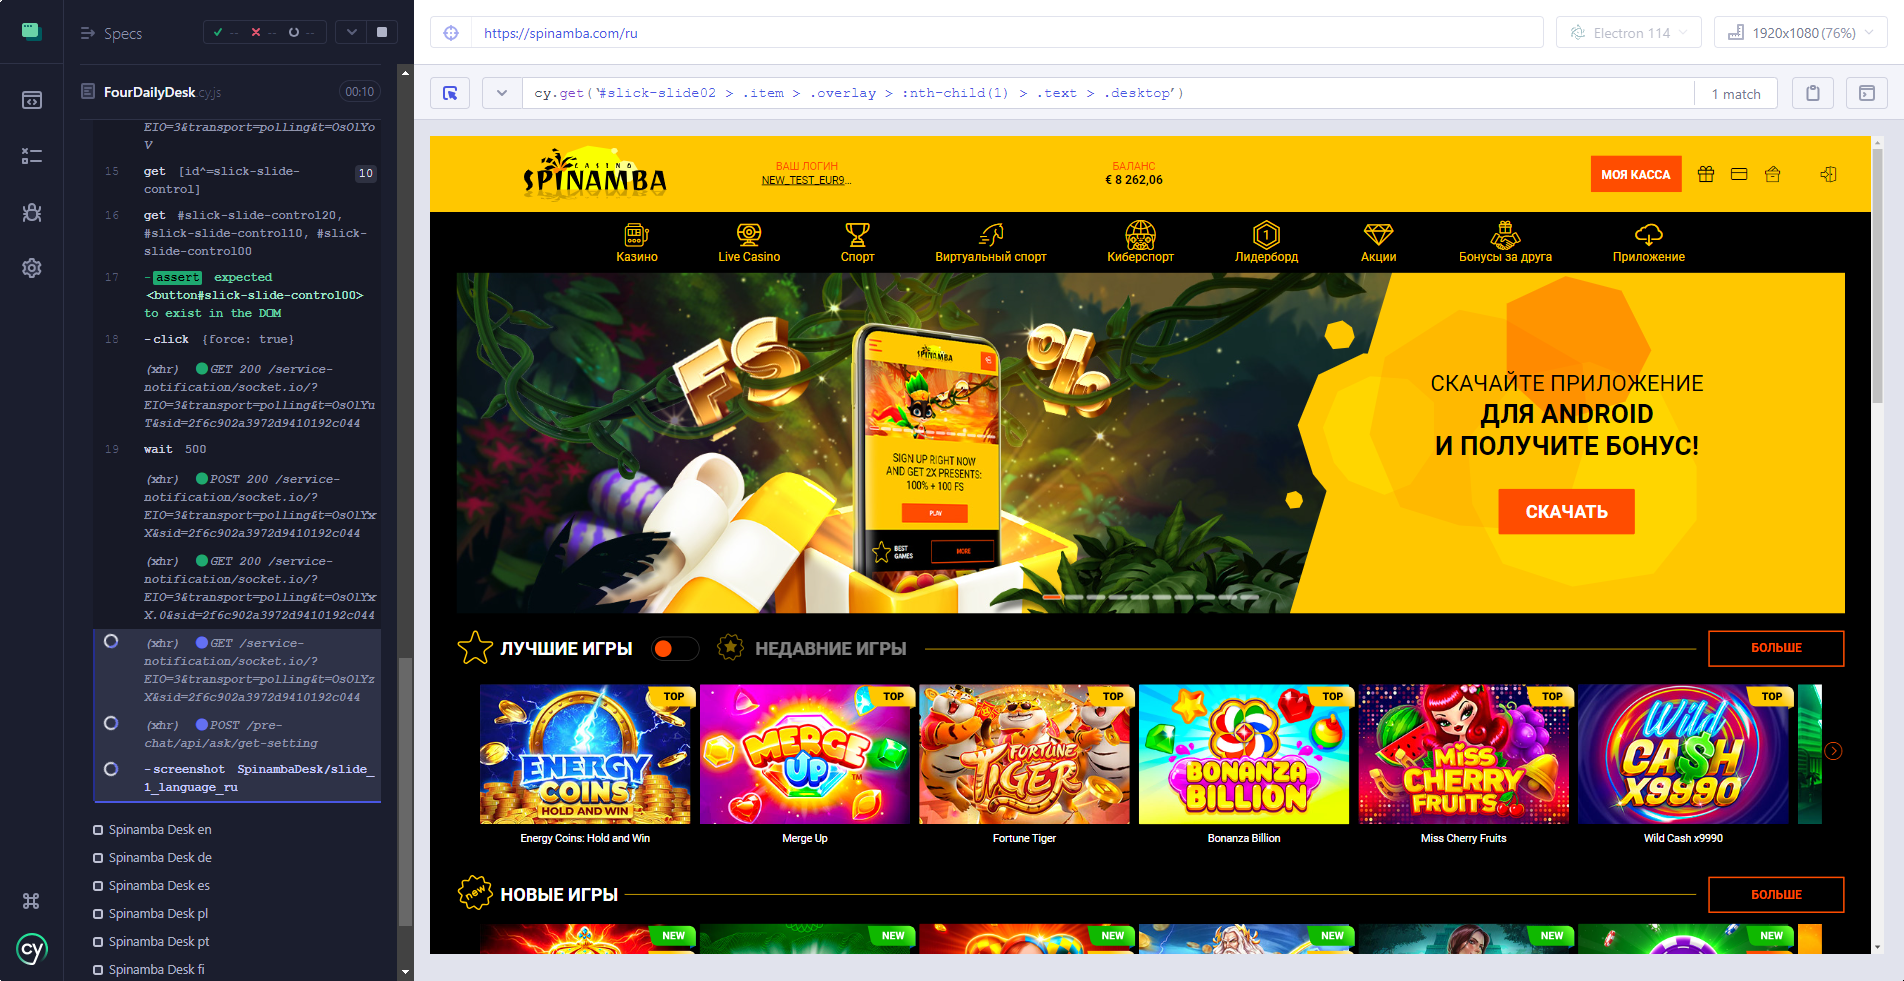 Specs
-- -- --
FourDailyDesk.cy.js
00:10
EIO=3&transport=polling&t=OsOlYo
V
15 get [id^=slick-slide-
control]
10
16 get #slick-slide-control20,
#slick-slide-control10, #slick-
slide-control00
17 -assert expected
<button#slick-slide-control00>
to exist in the DOM
18 -click {force: true}
(xhr) GET 200 /service-
notification/socket.io/?
EIO=3&transport=polling&t=OsOlYu
T&sid=2f6c902a3972d9410192c044
19 wait 500
(xhr) POST 200 /service-
notification/socket.io/?
EIO=3&transport=polling&t=OsOlYx
X&sid=2f6c902a3972d9410192c044
(xhr) GET 200 /service-
notification/socket.io/?
EIO=3&transport=polling&t=OsOlYx
X.0&sid=2f6c902a3972d9410192c044
(xhr) GET /service-
notification/socket.io/?
EIO=3&transport=polling&t=OsOlYz
X&sid=2f6c902a3972d9410192c044
(xhr) POST /pre-
chat/api/ask/get-setting
-screenshot SpinambaDesk/slide_
1_language_ru
Spinamba Desk en
Spinamba Desk de
Spinamba Desk es
Spinamba Desk pl
Spinamba Desk pt
Spinamba Desk fi
cy
https://spinamba.com/ru
Electron 114
1920x1080 (76%)
cy.get('#slick-slide02 > .item > .overlay > :nth-child(1) > .text > .desktop')
1 match
CASINO
SPINAMBA
ВАШ ЛОГИН
NEW_TEST_EUR9...
БАЛАНС
€ 8 262,06
МОЯ КАССА
Казино
Live Casino
Спорт
Виртуальный спорт
Киберспорт
1
Лидерборд
Акции
Бонусы за друга
Приложение
FS
%
SPINAMBA
SIGN UP RIGHT NOW
AND GET 2X PRESENTS:
100% + 100 FS
PLAY
BEST
GAMES
MORE
СКАЧАЙТЕ ПРИЛОЖЕНИЕ
ДЛЯ ANDROID
И ПОЛУЧИТЕ БОНУС!
СКАЧАТЬ
ЛУЧШИЕ ИГРЫ
НЕДАВНИЕ ИГРЫ
БОЛЬШЕ
TOP
ENERGY
COINS
HOLD AND WIN
Energy Coins: Hold and Win
TOP
MERGE
UP
Merge Up
TOP
FORTUNE
TIGER
Fortune Tiger
TOP
BONANZA
BILLION
Bonanza Billion
TOP
MISS
CHERRY
FRUITS
Miss Cherry Fruits
TOP
Wild
CA$H
X9990
Wild Cash x9990
new
НОВЫЕ ИГРЫ
БОЛЬШЕ
NEW
NEW
NEW
NEW
NEW
NEW